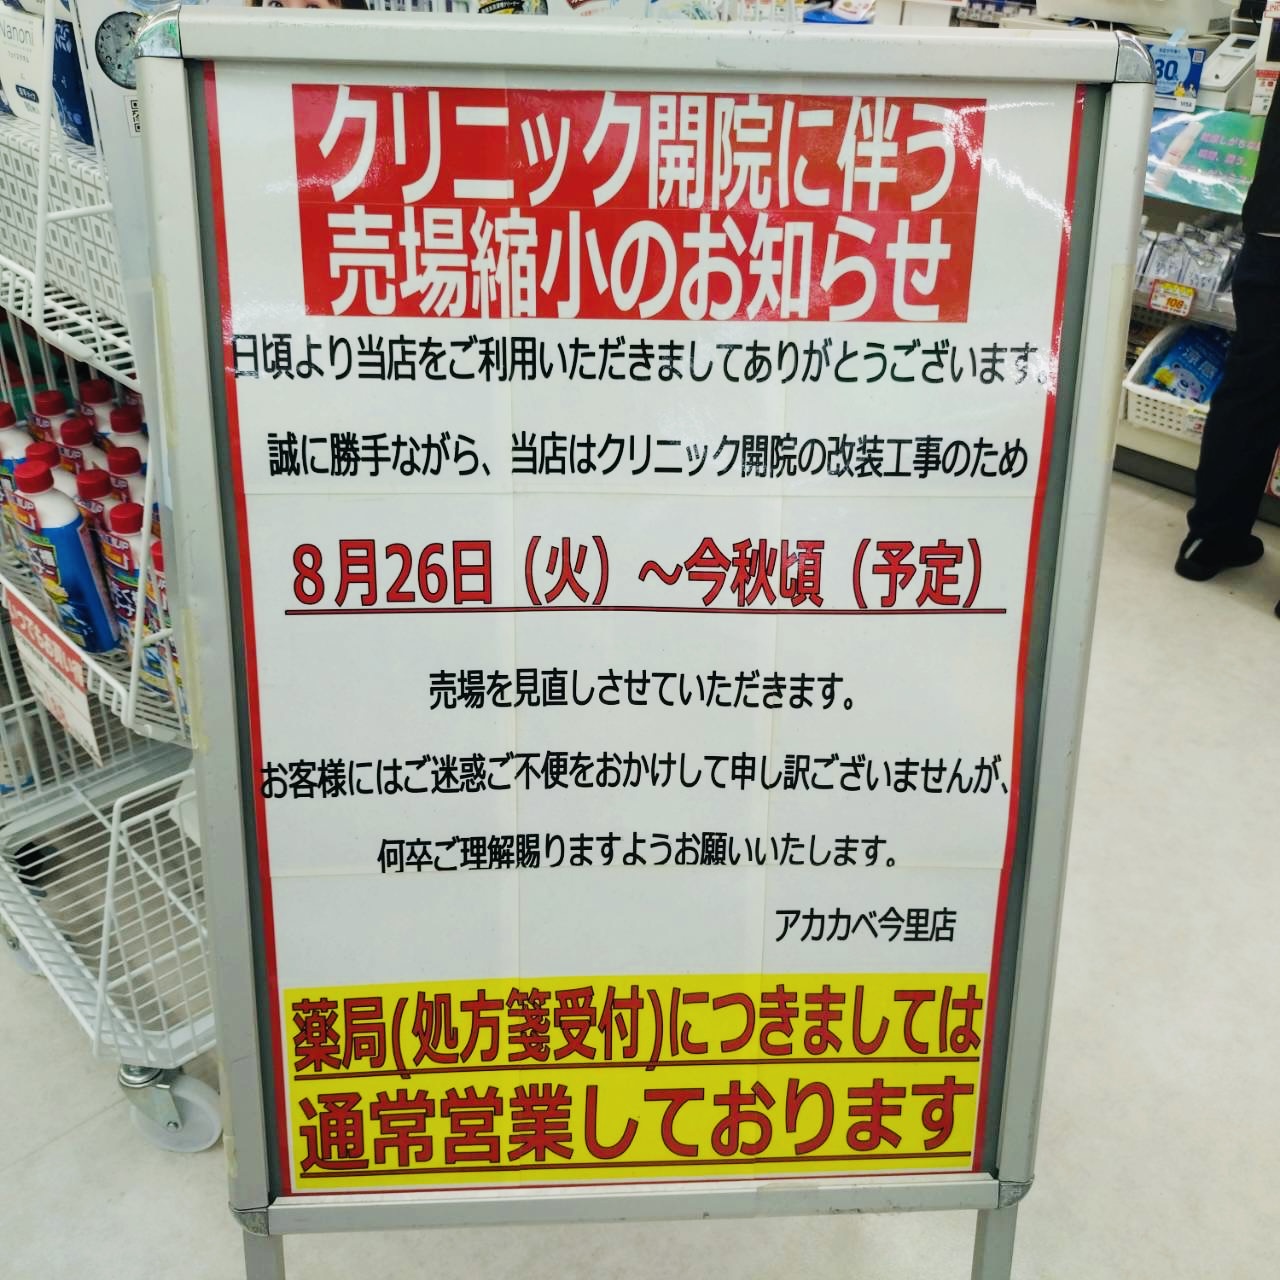 クリニック開院に伴う
売場縮小のお知らせ
日頃より当店をご利用いただきましてありがとうございます。
誠に勝手ながら、当店はクリニック開院の改装工事のため
8月26日（火）～今秋頃（予定）
売場を見直しさせていただきます。
お客様にはご迷惑ご不便をおかけして申し訳ございませんが、
何卒ご理解賜りますようお願いいたします。
アカカベ今里店
薬局(処方箋受付)につきましては
通常営業しております
Nanoni
30
VISA
108